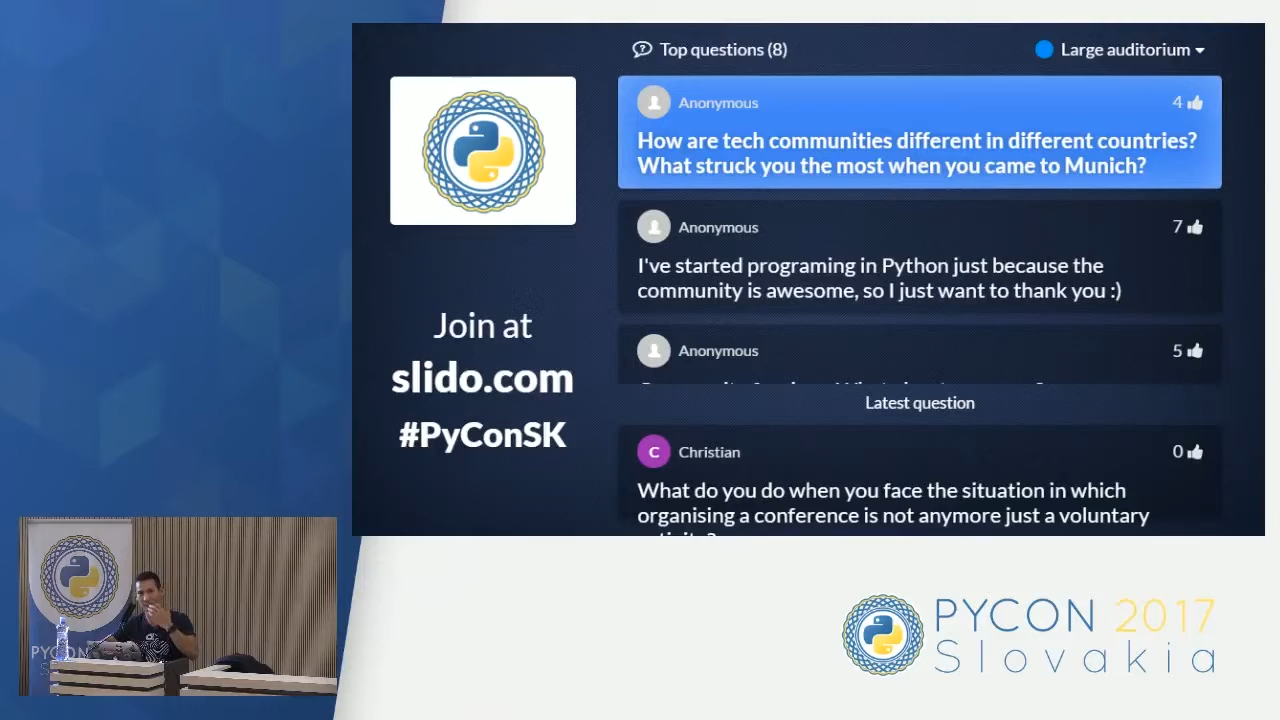 Top questions (8)
Large auditorium
Anonymous
4
How are tech communities different in different countries?
What struck you the most when you came to Munich?
Anonymous
7
I've started programing in Python just because the
community is awesome, so I just want to thank you :)
Anonymous
5
Latest question
C
Christian
0
What do you do when you face the situation in which
organising a conference is not anymore just a voluntary
Join at
slido.com
#PyConSK
PYCON 2017
Slovakia